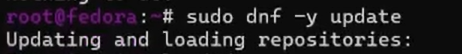 root@fedora:~# sudo dnf -y update
Updating and loading repositories: